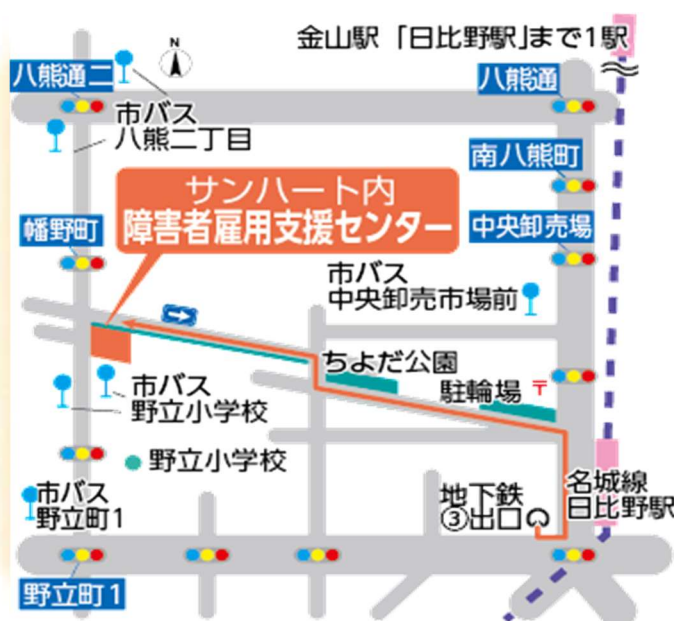 金山駅「日比野駅」まで1駅
N
八熊通二
市バス
八熊二丁目
八熊通
南八熊町
サンハート内
障害者雇用支援センター
幡野町
中央卸売場
市バス
中央卸売市場前
ちよだ公園
駐輪場 〒
市バス
野立小学校
野立小学校
市バス
野立町1
地下鉄
③出口
名城線
日比野駅
野立町1